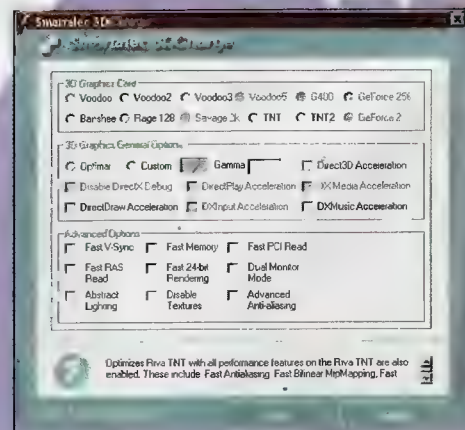 3D Graphics Card
Voodoo Voodoo2 Voodoo3 Voodoo5 G400 GeForce 256
Banshee Rage 128 Savage TNT TNT2 GeForce 2
3D Graphics General Options
Optimal Custom Gamma Direct3D Acceleration
Disable DirectX Debug DirectPlay Acceleration DXMedia Acceleration
DirectDraw Acceleration DXInput Acceleration DXMusic Acceleration
Advanced Options
Fast V-Sync Fast Memory Fast PCI Read
Fast RAS Read Fast 24-bit Rendering Dual Monitor Mode
Abstract Lighting Disable Textures Advanced Anti-aliasing
Optimizes Riva TNT with all performance features on the Riva TNT are also
enabled. These include Fast Antialiasing Fast Bilinear MipMapping, Fast